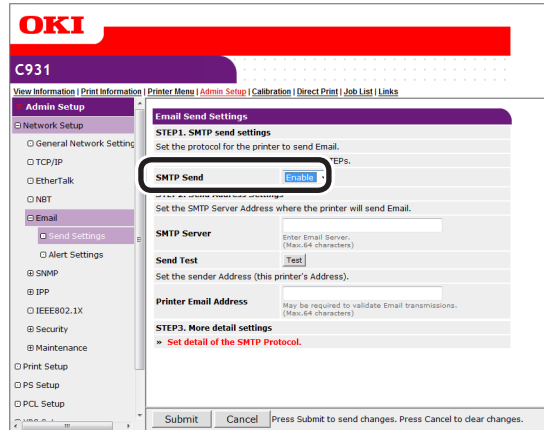 OKI
C931
View Information | Print Information | Printer Menu | Admin Setup | Calibration | Direct Print | Job List | Links
Admin Setup
Network Setup
General Network Setting
TCP/IP
EtherTalk
NBT
Email
Send Settings
Alert Settings
SNMP
IPP
IEEE802.1X
Security
Maintenance
Print Setup
PS Setup
PCL Setup
Email Send Settings
STEP1. SMTP send settings
Set the protocol for the printer to send Email.
TEPs.
SMTP Send Enable
STEP2. Send Address Settings
Set the SMTP Server Address where the printer will send Email.
SMTP Server
Enter Email Server.
(Max.64 characters)
Send Test Test
Set the sender Address (this printer's Address).
Printer Email Address
May be required to validate Email transmissions.
(Max.64 characters)
STEP3. More detail settings
» Set detail of the SMTP Protocol.
Submit Cancel Press Submit to send changes. Press Cancel to clear changes.